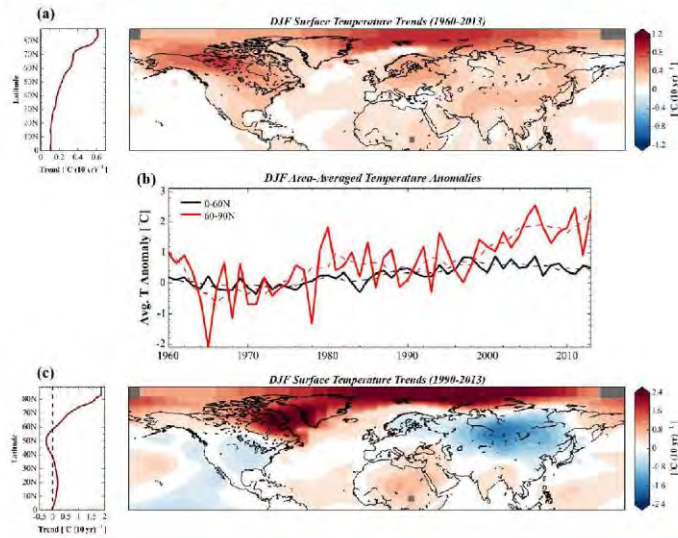 (a)
DJF Surface Temperature Trends (1960-2013)
Latitude
80N
70N
60N
50N
40N
30N
20N
10N
0
0 0.2 0.4 0.6
Trend [°C (10 yr)⁻¹]
1.2
0.8
0.4
0
-0.4
-0.8
-1.2
[°C (10 yr)⁻¹]
(b)
DJF Area-Averaged Temperature Anomalies
0-60N
60-90N
Avg. T Anomaly [°C]
3
2
1
0
-1
-2
1960 1970 1980 1990 2000 2010
(c)
DJF Surface Temperature Trends (1990-2013)
Latitude
80N
70N
60N
50N
40N
30N
20N
10N
0
-0.5 0 0.5 1 1.5 2
Trend [°C (10 yr)⁻¹]
2.4
1.6
0.8
0
-0.8
-1.6
-2.4
[°C (10 yr)⁻¹]